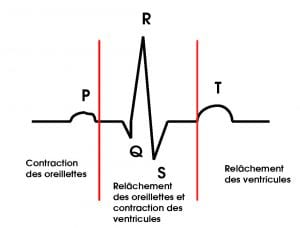 R
P
T
Q
S
Contraction
des oreillettes
Relâchement
des oreillettes et
contraction des
ventricules
Relâchement
des ventricules